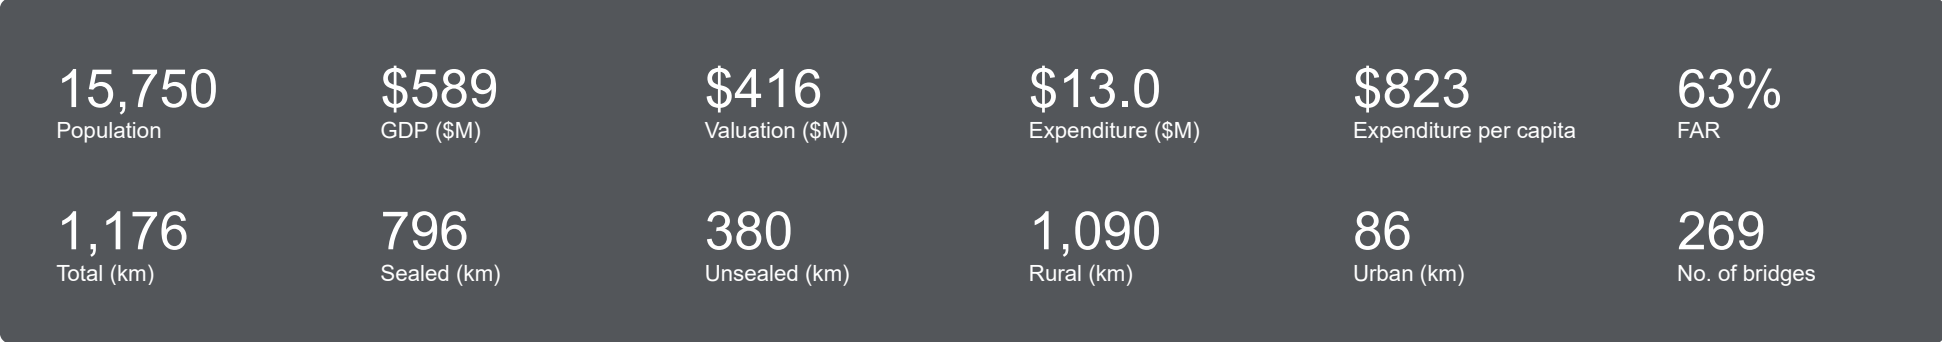 15,750 $589 $416 $13.0 $823 63%
Population GDP ($M) Valuation ($M) Expenditure ($M) Expenditure per capita FAR
1,176 796 380 1,090 86 269
Total (km) Sealed (km) Unsealed (km) Rural (km) Urban (km) No. of bridges